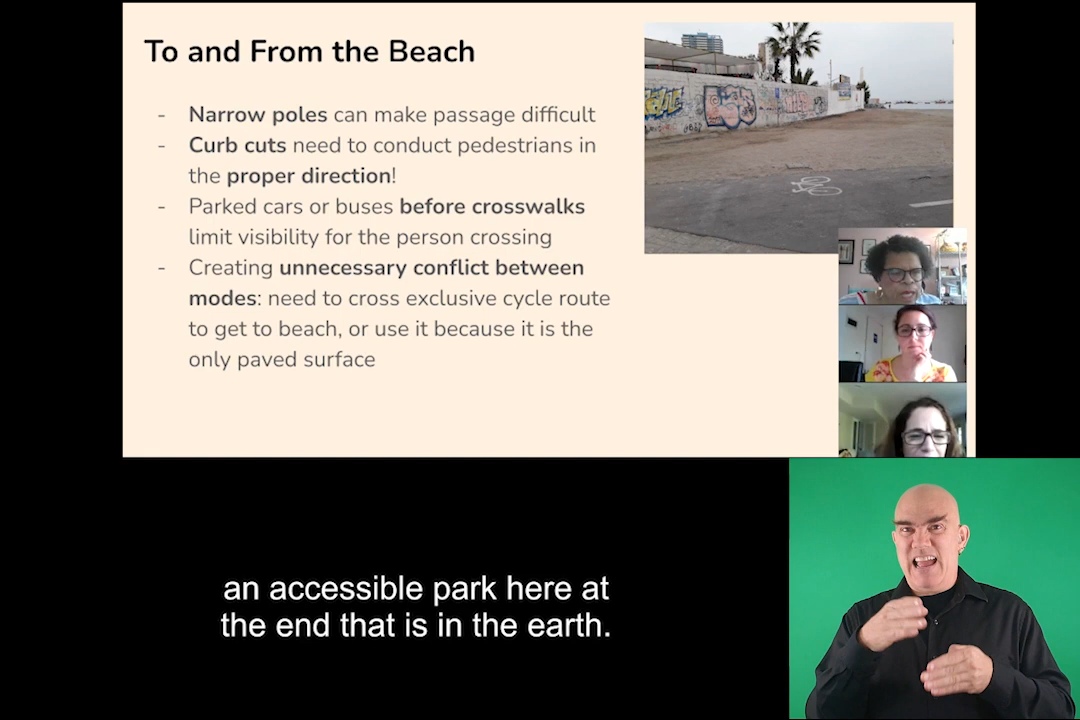 To and From the Beach
- Narrow poles can make passage difficult
- Curb cuts need to conduct pedestrians in
the proper direction!
- Parked cars or buses before crosswalks
limit visibility for the person crossing
- Creating unnecessary conflict between
modes: need to cross exclusive cycle route
to get to beach, or use it because it is the
only paved surface
an accessible park here at
the end that is in the earth.